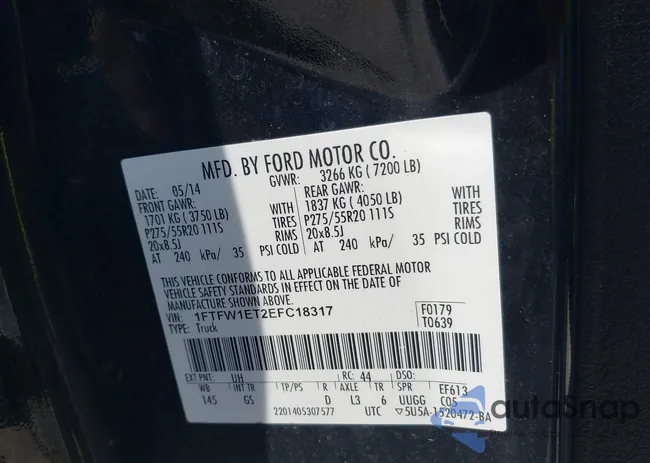 MFD. BY FORD MOTOR CO.
DATE: 05/14 GVWR: 3266 KG ( 7200 LB)
FRONT GAWR: REAR GAWR:
1701 KG ( 3750 LB) WITH 1837 KG ( 4050 LB) WITH
P275/55R20 111S TIRES P275/55R20 111S TIRES
20x8.5J RIMS 20x8.5J RIMS
AT 240 kPa/ 35 PSI COLD AT 240 kPa/ 35 PSI COLD
THIS VEHICLE CONFORMS TO ALL APPLICABLE FEDERAL MOTOR
VEHICLE SAFETY STANDARDS IN EFFECT ON THE DATE OF
MANUFACTURE SHOWN ABOVE.
VIN: 1FTFW1ET2EFC18317 F0179
TYPE: Truck T0639
EXT PNT: UH RC: 44 DSO:
WB INT TR TP/PS R AXLE TR SPR EF613
145 GS D L3 6 UUGG C05
2201405307577 UTC ▽5U5A-1520472-BA
autoSnap